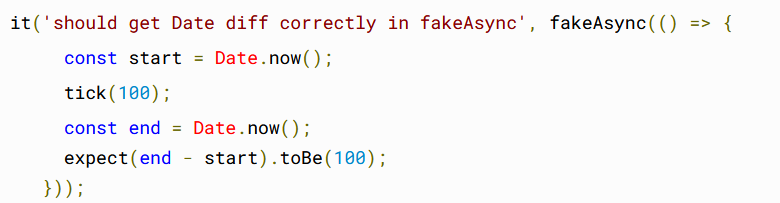 it('should get Date diff correctly in fakeAsync', fakeAsync(() => {
     const start = Date.now();
     tick(100);
     const end = Date.now();
     expect(end - start).toBe(100);
   }));